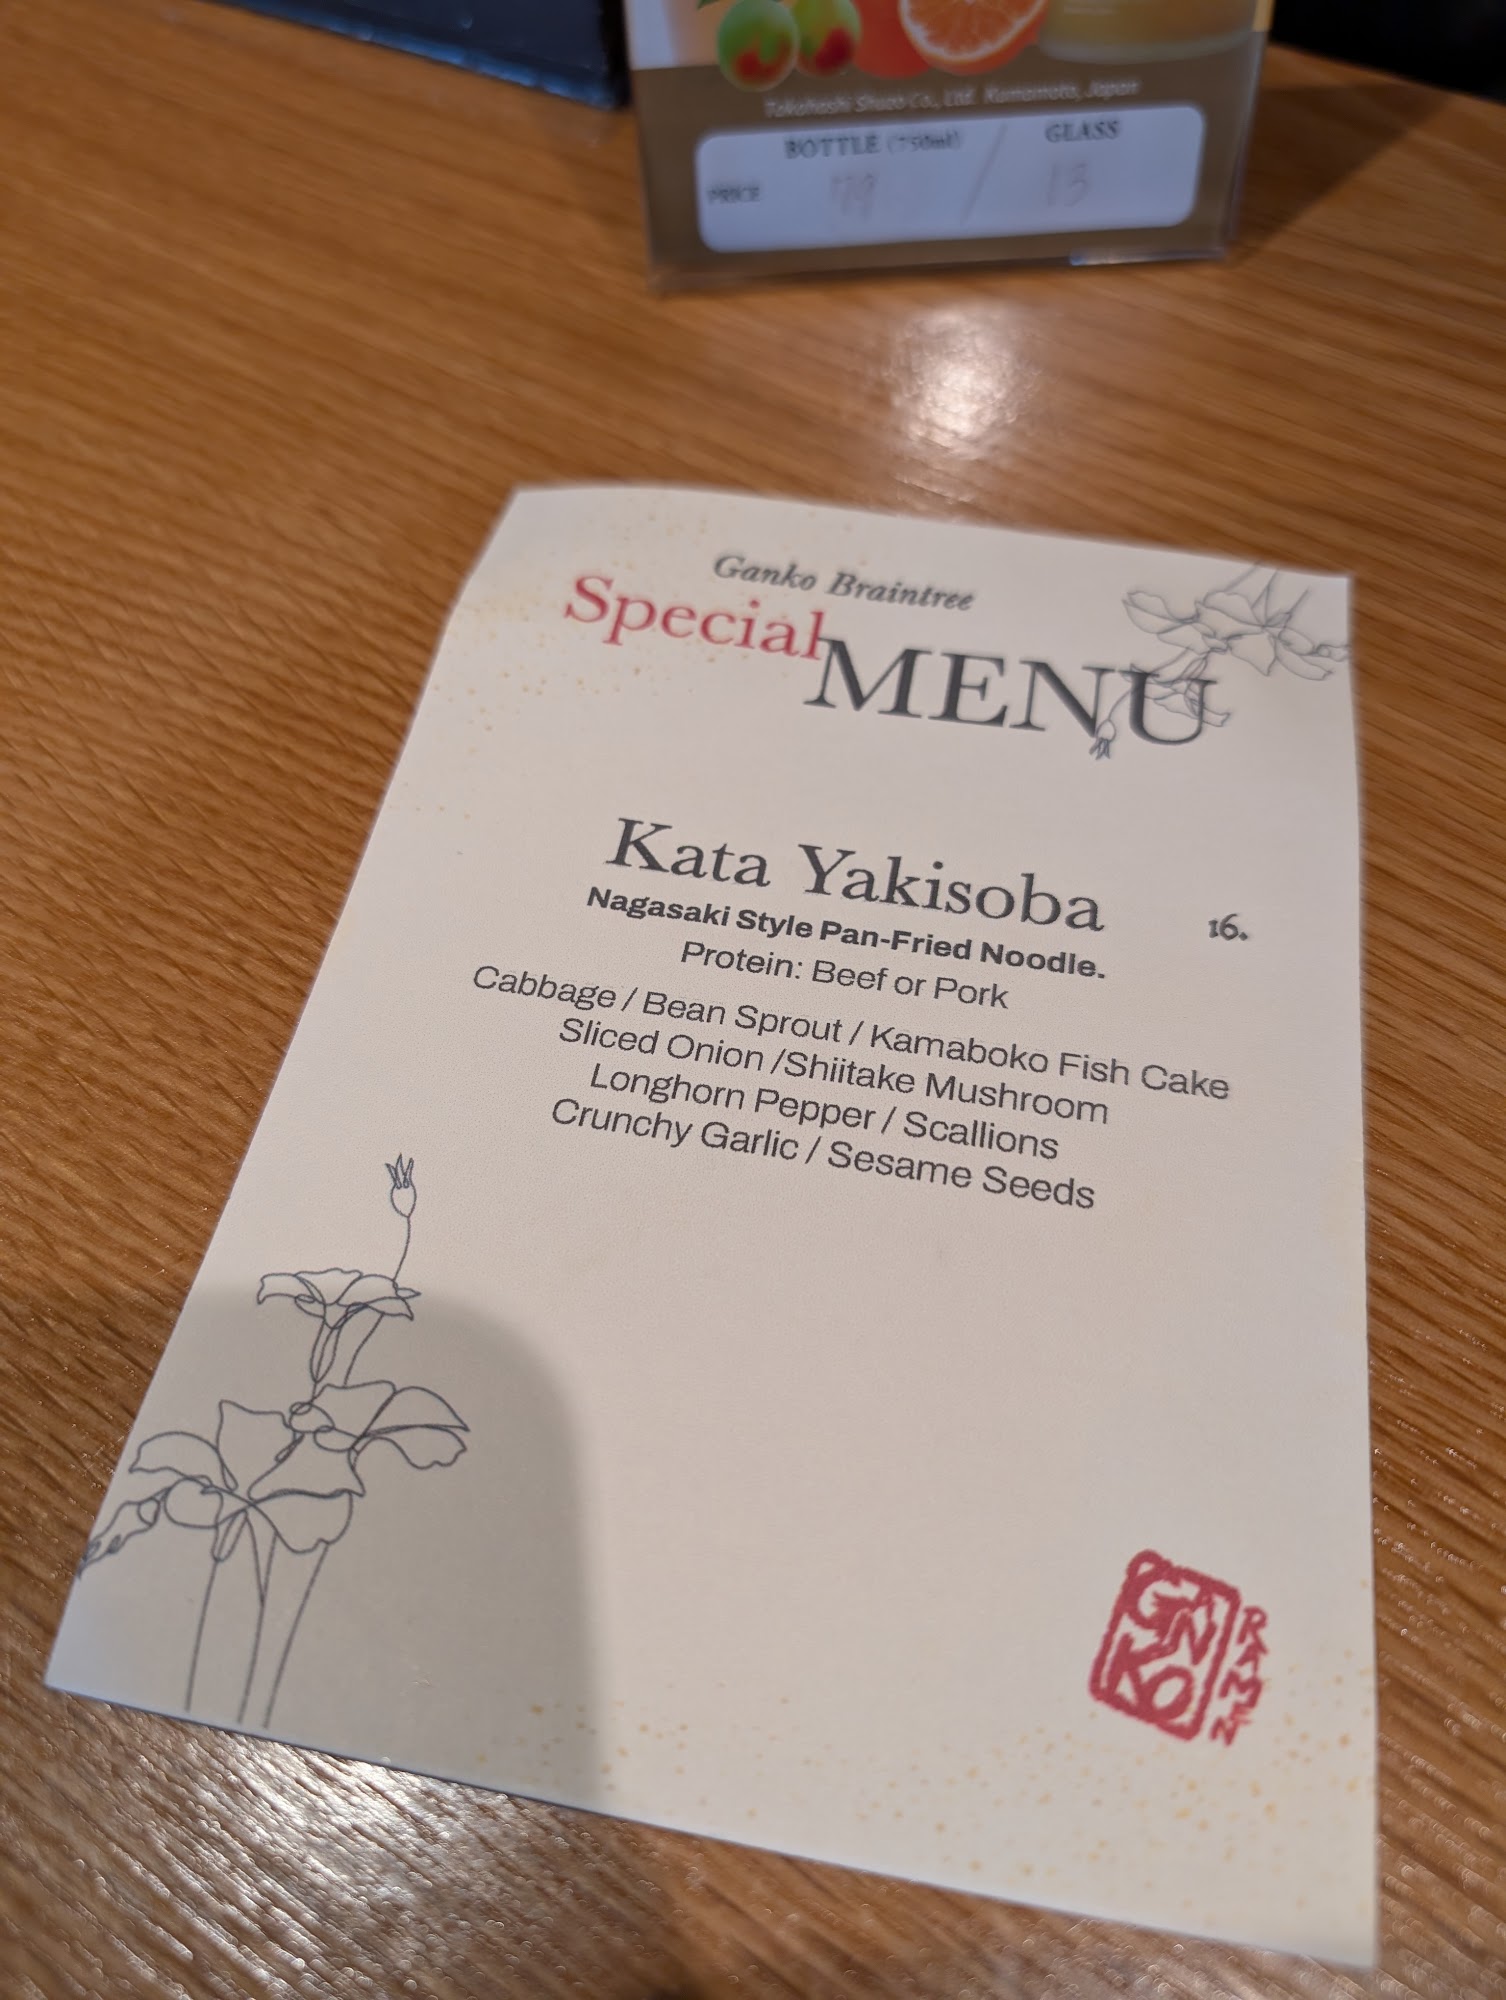 Takahashi Shuzo Co., Ltd. Kumamoto, Japan
BOTTLE (750ml) / GLASS
PRICE 79 13
Ganko Braintree
Special
MENU
Kata Yakisoba 16.
Nagasaki Style Pan-Fried Noodle.
Protein: Beef or Pork
Cabbage / Bean Sprout / Kamaboko Fish Cake
Sliced Onion /Shiitake Mushroom
Longhorn Pepper / Scallions
Crunchy Garlic / Sesame Seeds
GANKO
RAMEN